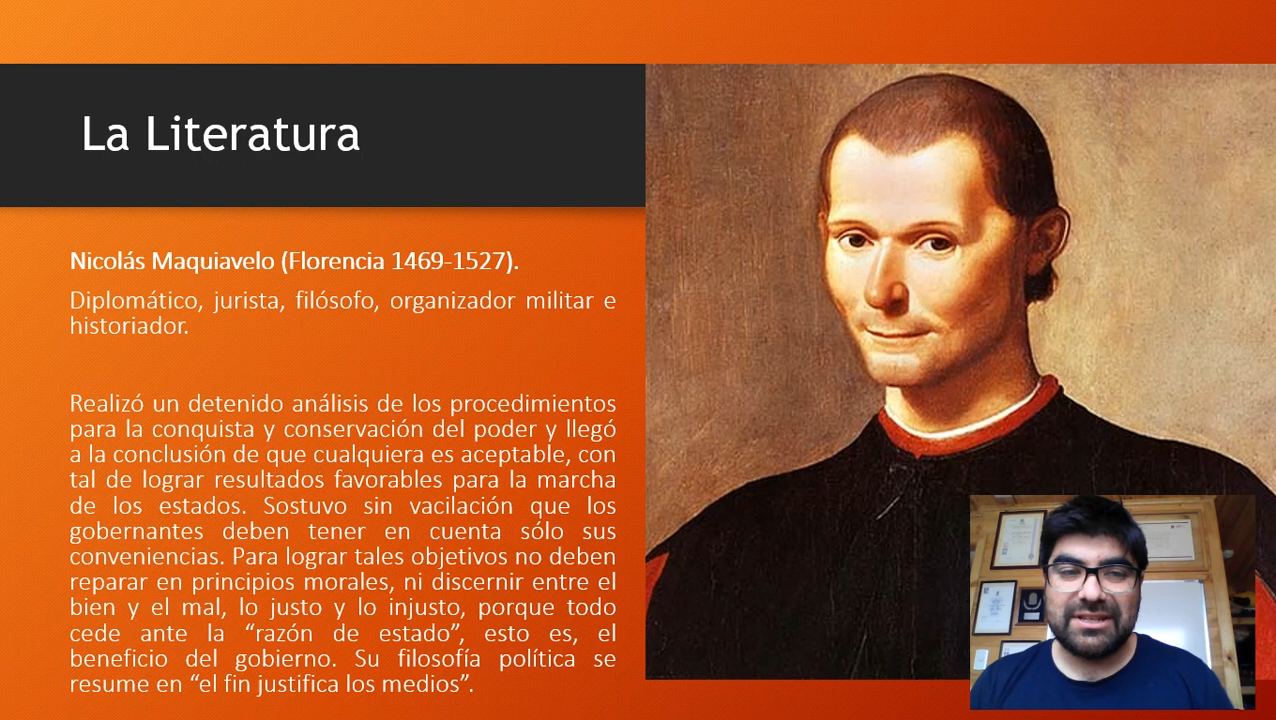 La Literatura
Nicolás Maquiavelo (Florencia 1469-1527).
Diplomático, jurista, filósofo, organizador militar e
historiador.
Realizó un detenido análisis de los procedimientos
para la conquista y conservación del poder y llegó
a la conclusión de que cualquiera es aceptable, con
tal de lograr resultados favorables para la marcha
de los estados. Sostuvo sin vacilación que los
gobernantes deben tener en cuenta sólo sus
conveniencias. Para lograr tales objetivos no deben
reparar en principios morales, ni discernir entre el
bien y el mal, lo justo y lo injusto, porque todo
cede ante la “razón de estado”, esto es, el
beneficio del gobierno. Su filosofía política se
resume en “el fin justifica los medios”.